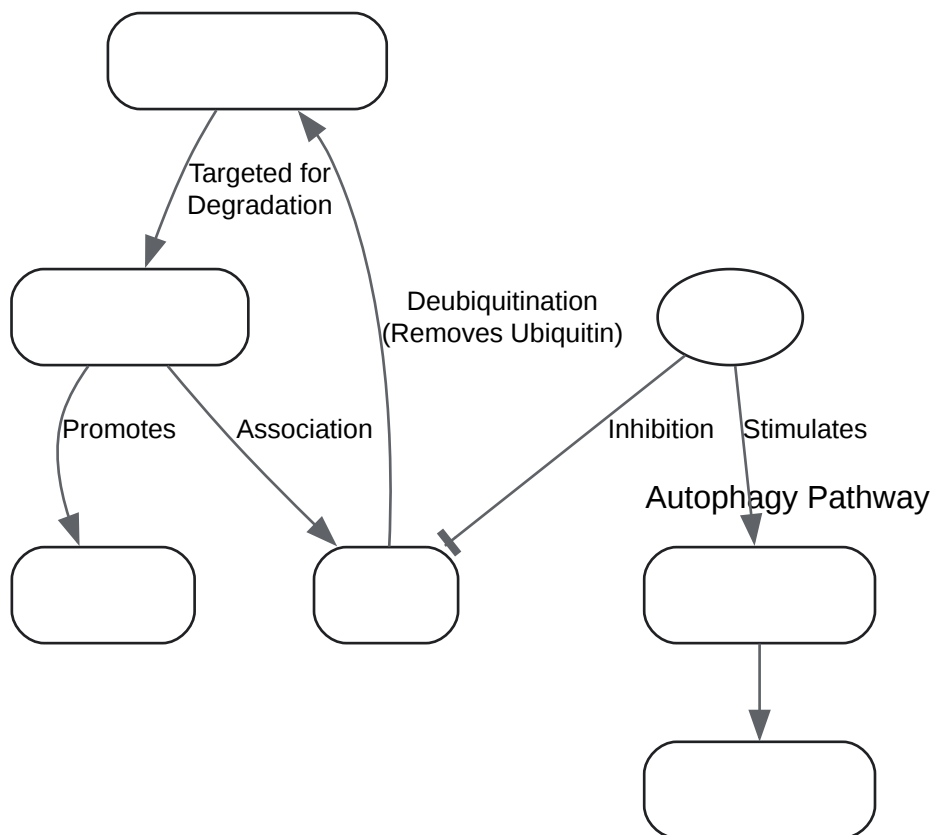 Targeted for
Degradation
Deubiquitination
(Removes Ubiquitin)
Promotes
Association
Inhibition
Stimulates
Autophagy Pathway